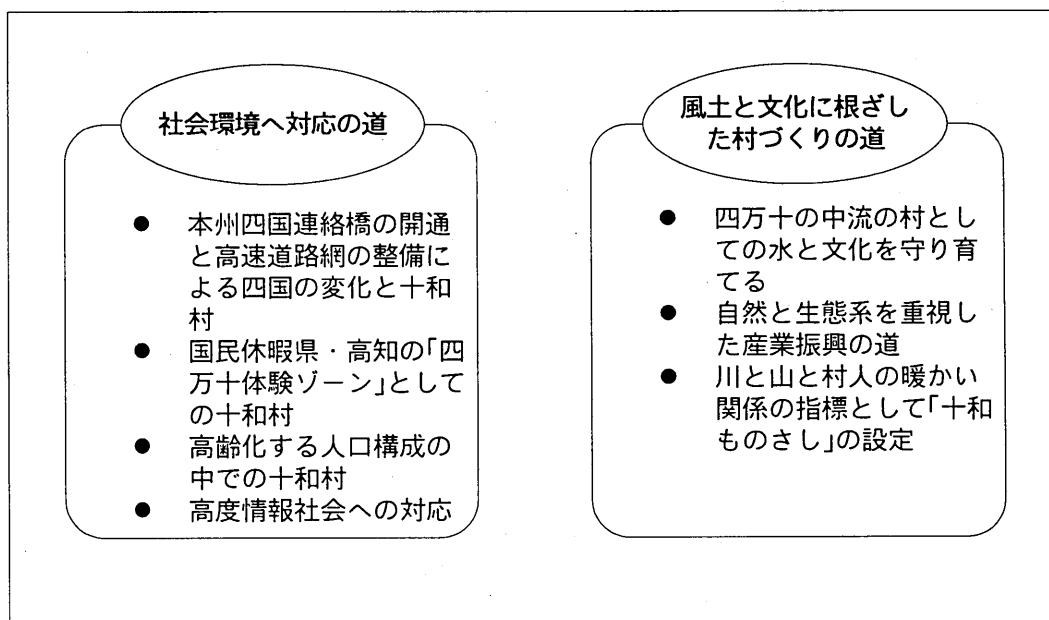 社会環境へ対応の道
● 本州四国連絡橋の開通
と高速道路網の整備に
よる四国の変化と十和
村
● 国民休暇県・高知の「四
万十体験ゾーン」として
の十和村
● 高齢化する人口構成の
中での十和村
● 高度情報社会への対応
風土と文化に根ざし
た村づくりの道
● 四万十の中流の村とし
ての水と文化を守り育
てる
● 自然と生態系を重視し
た産業振興の道
● 川と山と村人の暖かい
関係の指標として「十和
ものさし」の設定